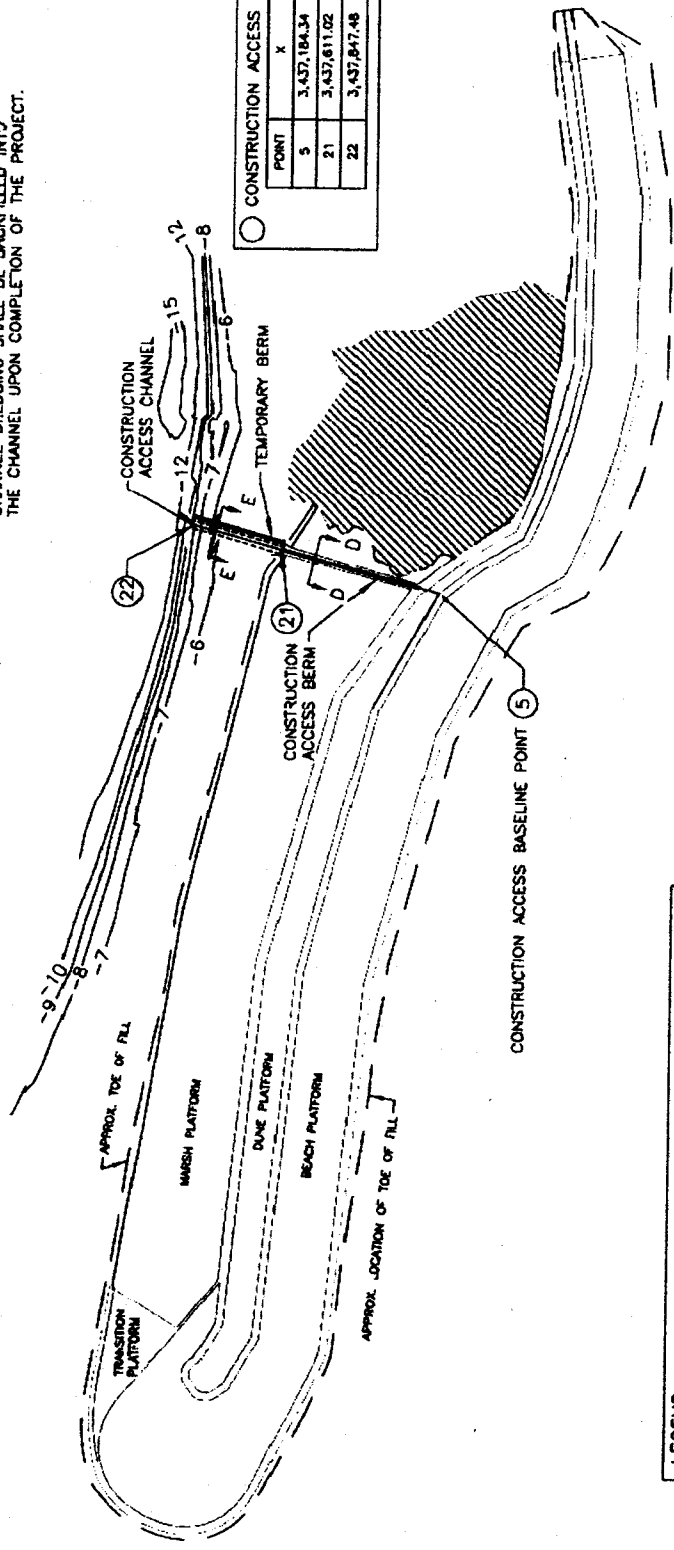 THE CHANNEL UPON COMPLETION OF THE PROJECT.
CONSTRUCTION ACCESS
POINT X
5 3,437,184.34
21 3,437,611.02
22 3,437,847.48
12
-8
=15
-6
CONSTRUCTION
ACCESS CHANNEL
-12
-7
TEMPORARY BERM
22
E
E
21
D
D
-6
-7
CONSTRUCTION
ACCESS BERM
5
CONSTRUCTION ACCESS BASELINE POINT
-9
-10
-8
-7
APPROX. TOE OF FILL
MARSH PLATFORM
DUNE PLATFORM
BEACH PLATFORM
APPROX. LOCATION OF TOE OF FILL
TRANSITION
PLATFORM